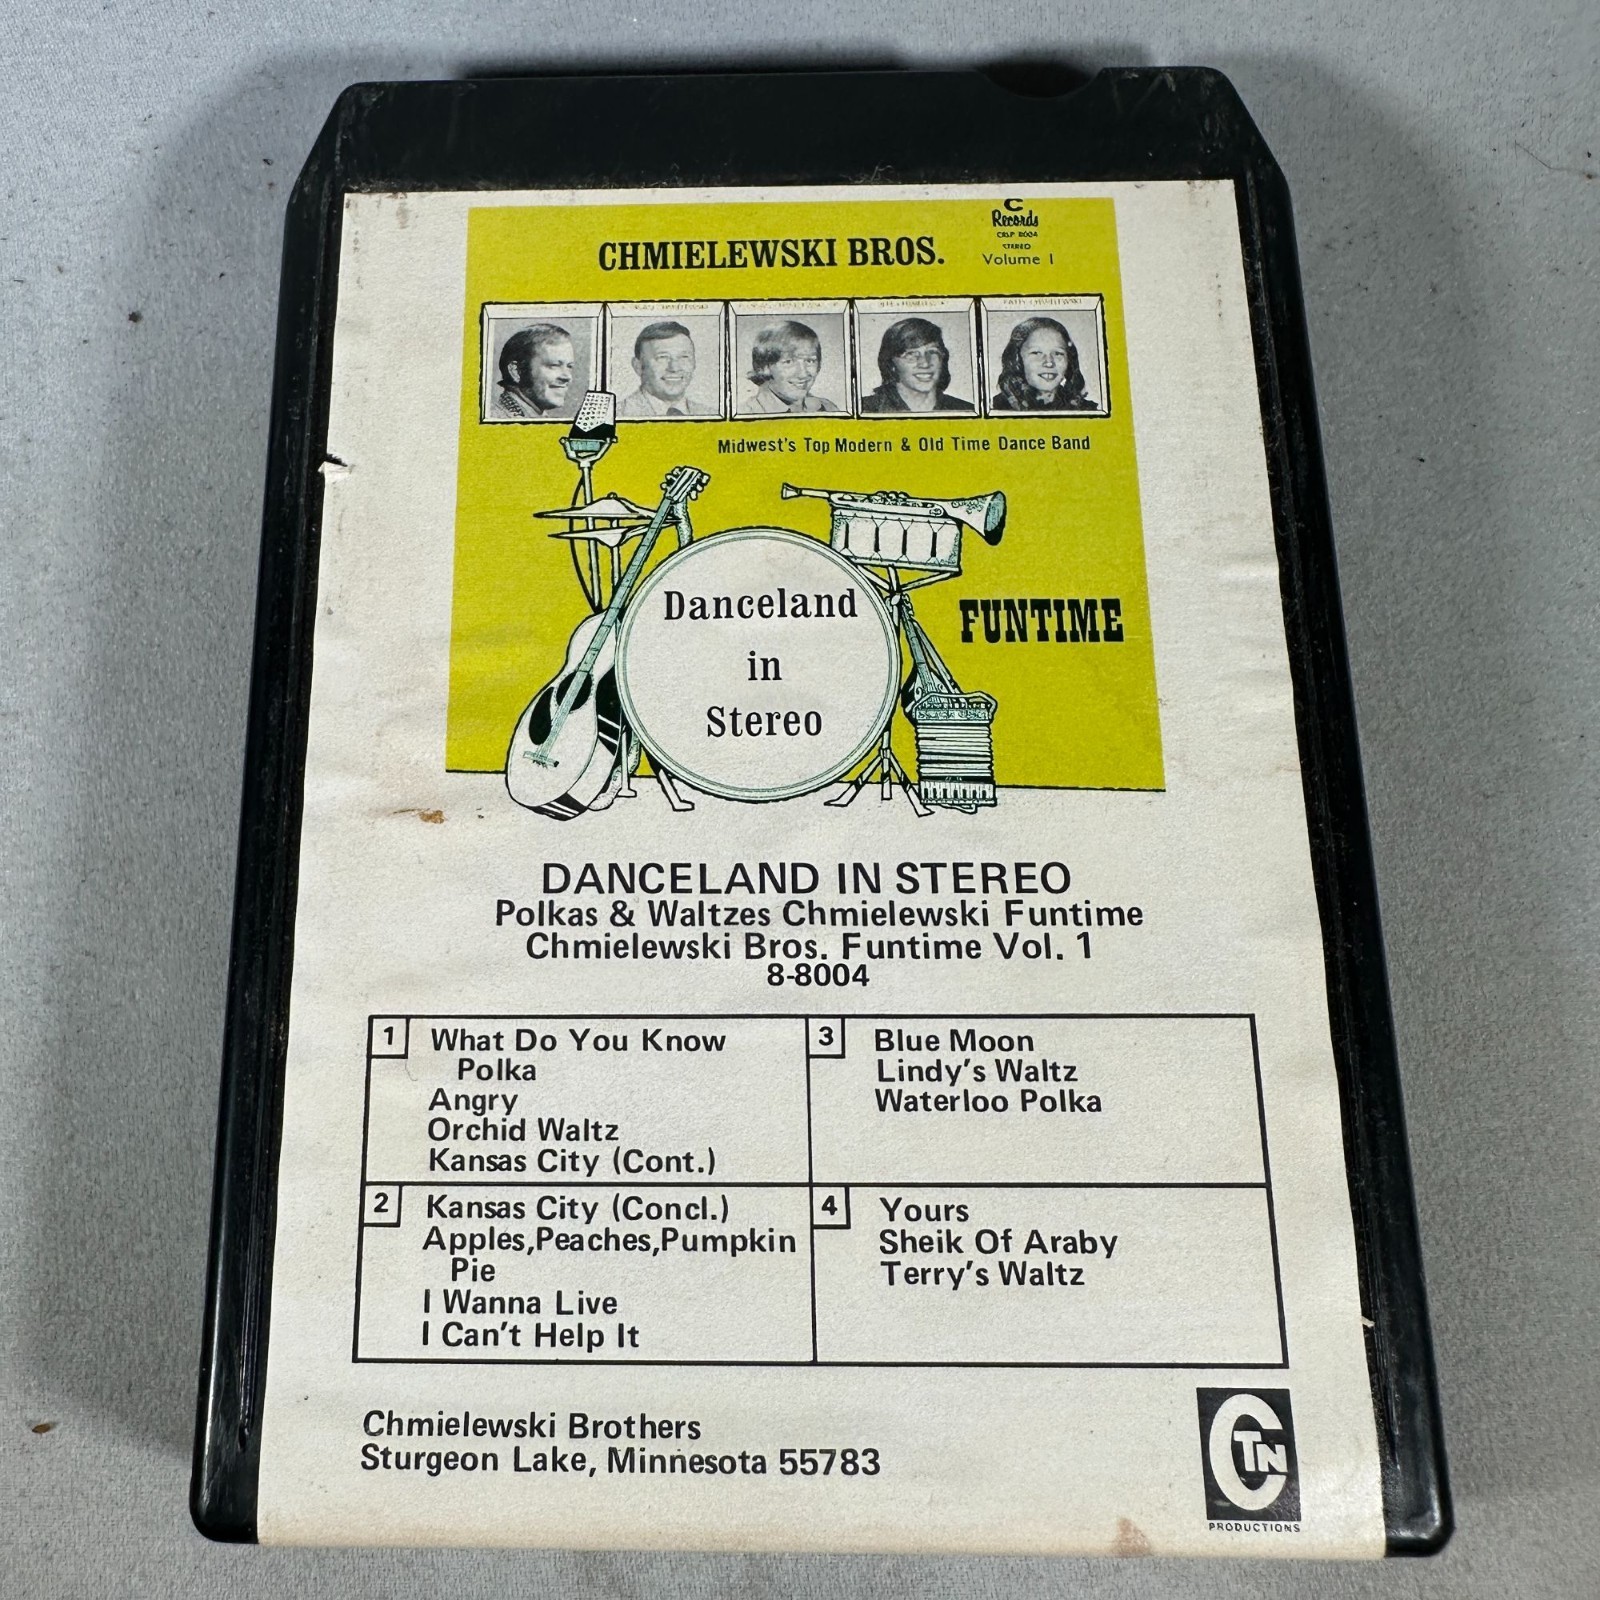 C
Records
CRLP 8004
STEREO
Volume 1
CHMIELEWSKI BROS.
Midwest's Top Modern & Old Time Dance Band
Danceland
in
Stereo
FUNTIME
DANCELAND IN STEREO
Polkas & Waltzes Chmielewski Funtime
Chmielewski Bros. Funtime Vol. 1
8-8004
1
What Do You Know
Polka
Angry
Orchid Waltz
Kansas City (Cont.)
2
Kansas City (Concl.)
Apples,Peaches,Pumpkin
Pie
I Wanna Live
I Can't Help It
3
Blue Moon
Lindy's Waltz
Waterloo Polka
4
Yours
Sheik Of Araby
Terry's Waltz
Chmielewski Brothers
Sturgeon Lake, Minnesota 55783
CTN
PRODUCTIONS